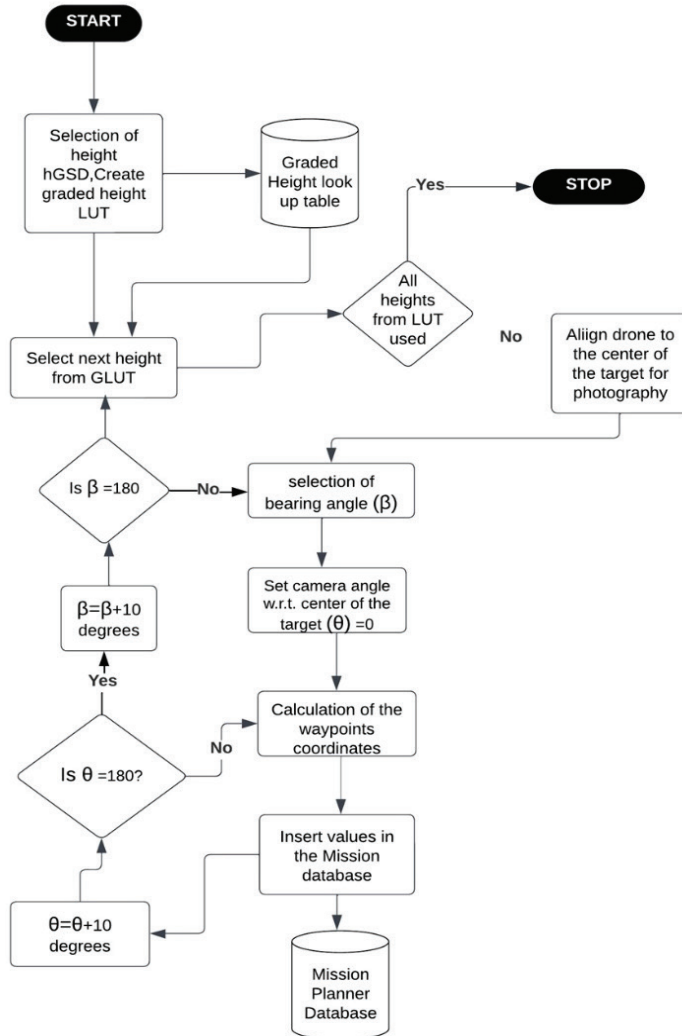 START
Selection of
height
hGSD,Create
graded height
LUT
Graded
Height look
up table
Yes
STOP
All
heights
from LUT
used
No
Aliign drone to
the center of
the target for
photography
Select next height
from GLUT
Is β =180
No
selection of
bearing angle (β)
β=β+10
degrees
Set camera angle
w.r.t. center of the
target (θ) =0
Yes
Calculation of the
waypoints
coordinates
No
Is θ =180?
Insert values in
the Mission
database
θ=θ+10
degrees
Mission
Planner
Database